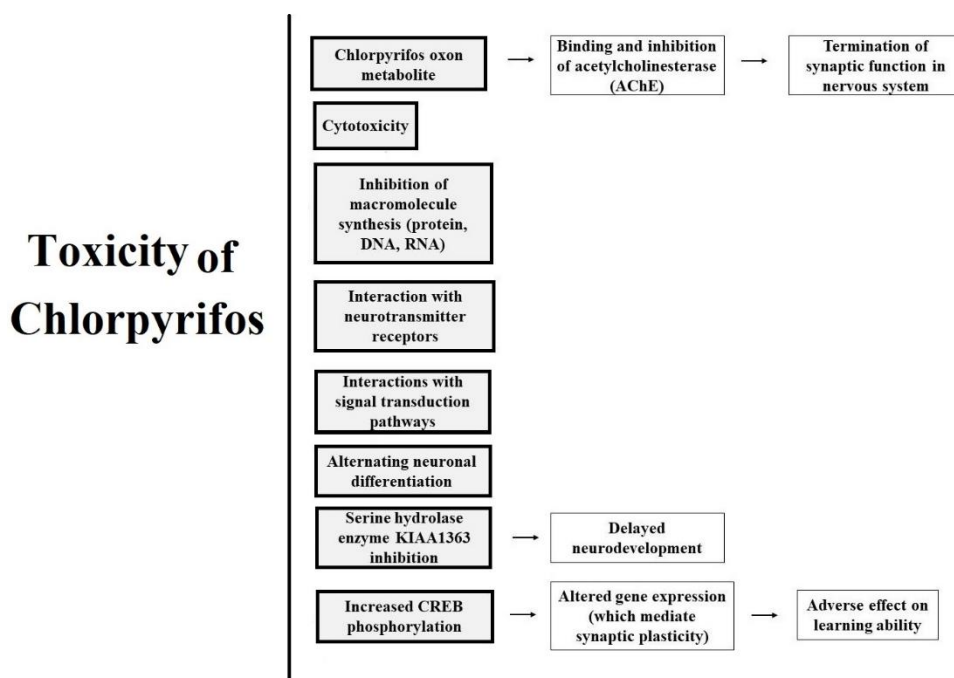 Toxicity of
Chlorpyrifos
Chlorpyrifos oxon
metabolite
Binding and inhibition
of acetylcholinesterase
(AChE)
Termination of
synaptic function in
nervous system
Cytotoxicity
Inhibition of
macromolecule
synthesis (protein,
DNA, RNA)
Interaction with
neurotransmitter
receptors
Interactions with
signal transduction
pathways
Alternating neuronal
differentiation
Serine hydrolase
enzyme KIAA1363
inhibition
Delayed
neurodevelopment
Increased CREB
phosphorylation
Altered gene expression
(which mediate
synaptic plasticity)
Adverse effect on
learning ability